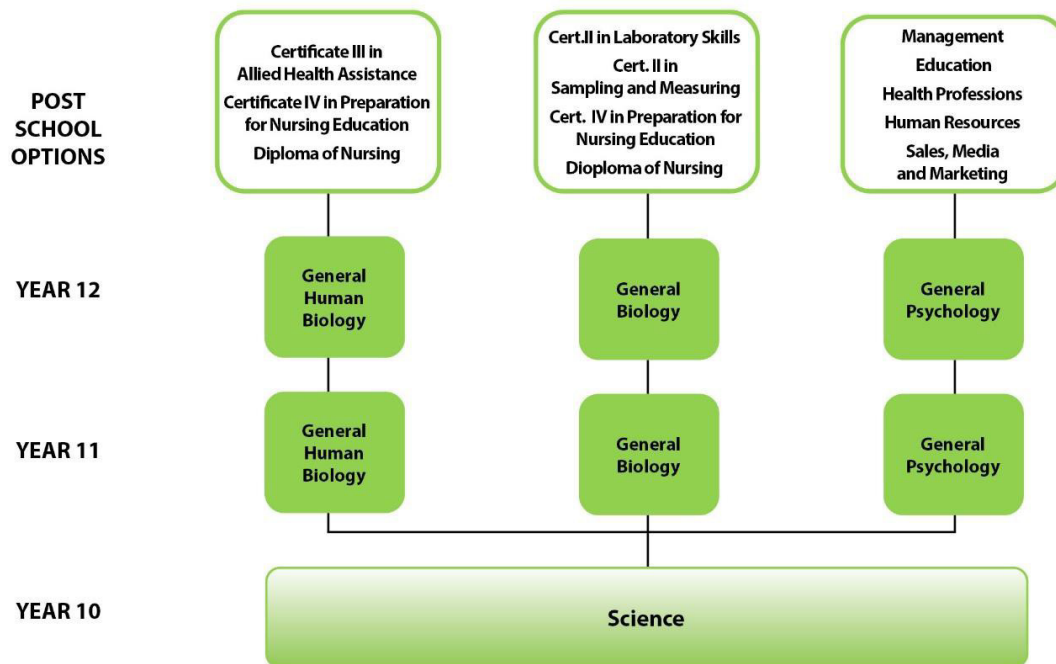 POST
SCHOOL
OPTIONS
Certificate III in
Allied Health Assistance
Certificate IV in Preparation
for Nursing Education
Diploma of Nursing
Cert.II in Laboratory Skills
Cert. II in
Sampling and Measuring
Cert. IV in Preparation for
Nursing Education
Dioploma of Nursing
Management
Education
Health Professions
Human Resources
Sales, Media
and Marketing
YEAR 12
General
Human
Biology
General
Biology
General
Psychology
YEAR 11
General
Human
Biology
General
Biology
General
Psychology
YEAR 10
Science